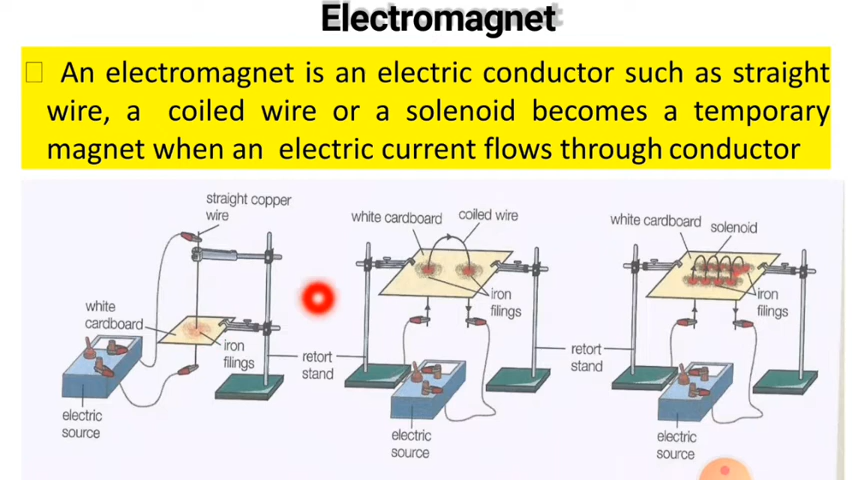 Electromagnet
An electromagnet is an electric conductor such as straight
wire, a coiled wire or a solenoid becomes a temporary
magnet when an electric current flows through conductor
straight copper
wire
white
cardboard
iron
filings
electric
source
retort
stand
white cardboard
coiled wire
iron
filings
electric
source
retort
stand
white cardboard
solenoid
iron
filings
electric
source